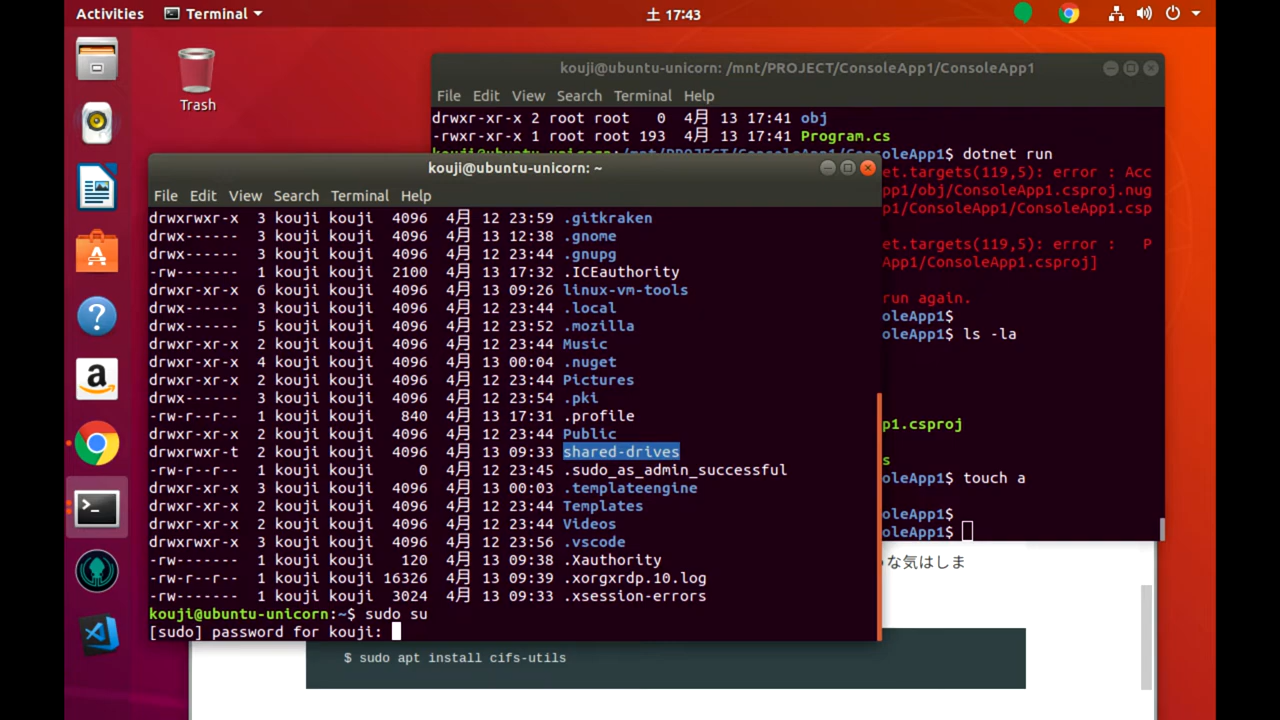 Activities
Terminal
土 17:43
Trash
kouji@ubuntu-unicorn: /mnt/PROJECT/ConsoleApp1/ConsoleApp1
File Edit View Search Terminal Help
drwxr-xr-x 2 root root 0 4月 13 17:41 obj
-rwxr-xr-x 1 root root 193 4月 13 17:41 Program.cs
oleApp1$ dotnet run
et.targets(119,5): error : Acc
pp1/obj/ConsoleApp1.csproj.nug
p1/ConsoleApp1/ConsoleApp1.csp
et.targets(119,5): error : P
App1/ConsoleApp1.csproj]
run again.
oleApp1$
oleApp1$ ls -la
p1.csproj
s
oleApp1$ touch a
oleApp1$
oleApp1$
kouji@ubuntu-unicorn: ~
File Edit View Search Terminal Help
drwxrwxr-x 3 kouji kouji 4096 4月 12 23:59 .gitkraken
drwx------ 3 kouji kouji 4096 4月 13 12:38 .gnome
drwx------ 3 kouji kouji 4096 4月 12 23:44 .gnupg
-rw------- 1 kouji kouji 2100 4月 13 17:32 .ICEauthority
drwxr-xr-x 6 kouji kouji 4096 4月 13 09:26 linux-vm-tools
drwxr-xr-x 3 kouji kouji 4096 4月 12 23:44 .local
drwx------ 5 kouji kouji 4096 4月 12 23:52 .mozilla
drwxr-xr-x 2 kouji kouji 4096 4月 12 23:44 Music
drwxr-xr-x 4 kouji kouji 4096 4月 13 00:04 .nuget
drwxr-xr-x 2 kouji kouji 4096 4月 12 23:44 Pictures
drwx------ 3 kouji kouji 4096 4月 12 23:54 .pki
-rw-r--r-- 1 kouji kouji 840 4月 13 17:31 .profile
drwxr-xr-x 2 kouji kouji 4096 4月 12 23:44 Public
drwxrwxr-t 2 kouji kouji 4096 4月 13 09:33 shared-drives
-rw-r--r-- 1 kouji kouji 0 4月 12 23:45 .sudo_as_admin_successful
drwxr-xr-x 3 kouji kouji 4096 4月 13 00:03 .templateengine
drwxr-xr-x 2 kouji kouji 4096 4月 12 23:44 Templates
drwxr-xr-x 2 kouji kouji 4096 4月 12 23:44 Videos
drwxrwxr-x 3 kouji kouji 4096 4月 12 23:56 .vscode
-rw------- 1 kouji kouji 120 4月 13 09:38 .Xauthority
-rw-r--r-- 1 kouji kouji 16326 4月 13 09:39 .xorgxrdp.10.log
-rw------- 1 kouji kouji 3024 4月 13 09:33 .xsession-errors
kouji@ubuntu-unicorn:~$ sudo su
[sudo] password for kouji:
な気はしま
$ sudo apt install cifs-utils